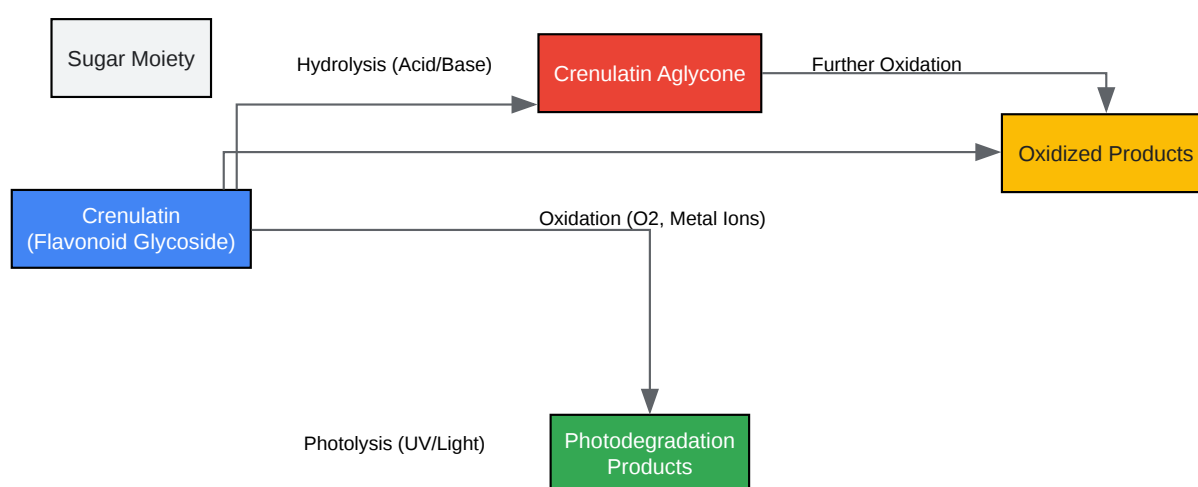 Sugar Moiety
Hydrolysis (Acid/Base)
Crenulatin Aglycone
Further Oxidation
Oxidized Products
Crenulatin
(Flavonoid Glycoside)
Oxidation (O2, Metal Ions)
Photolysis (UV/Light)
Photodegradation
Products